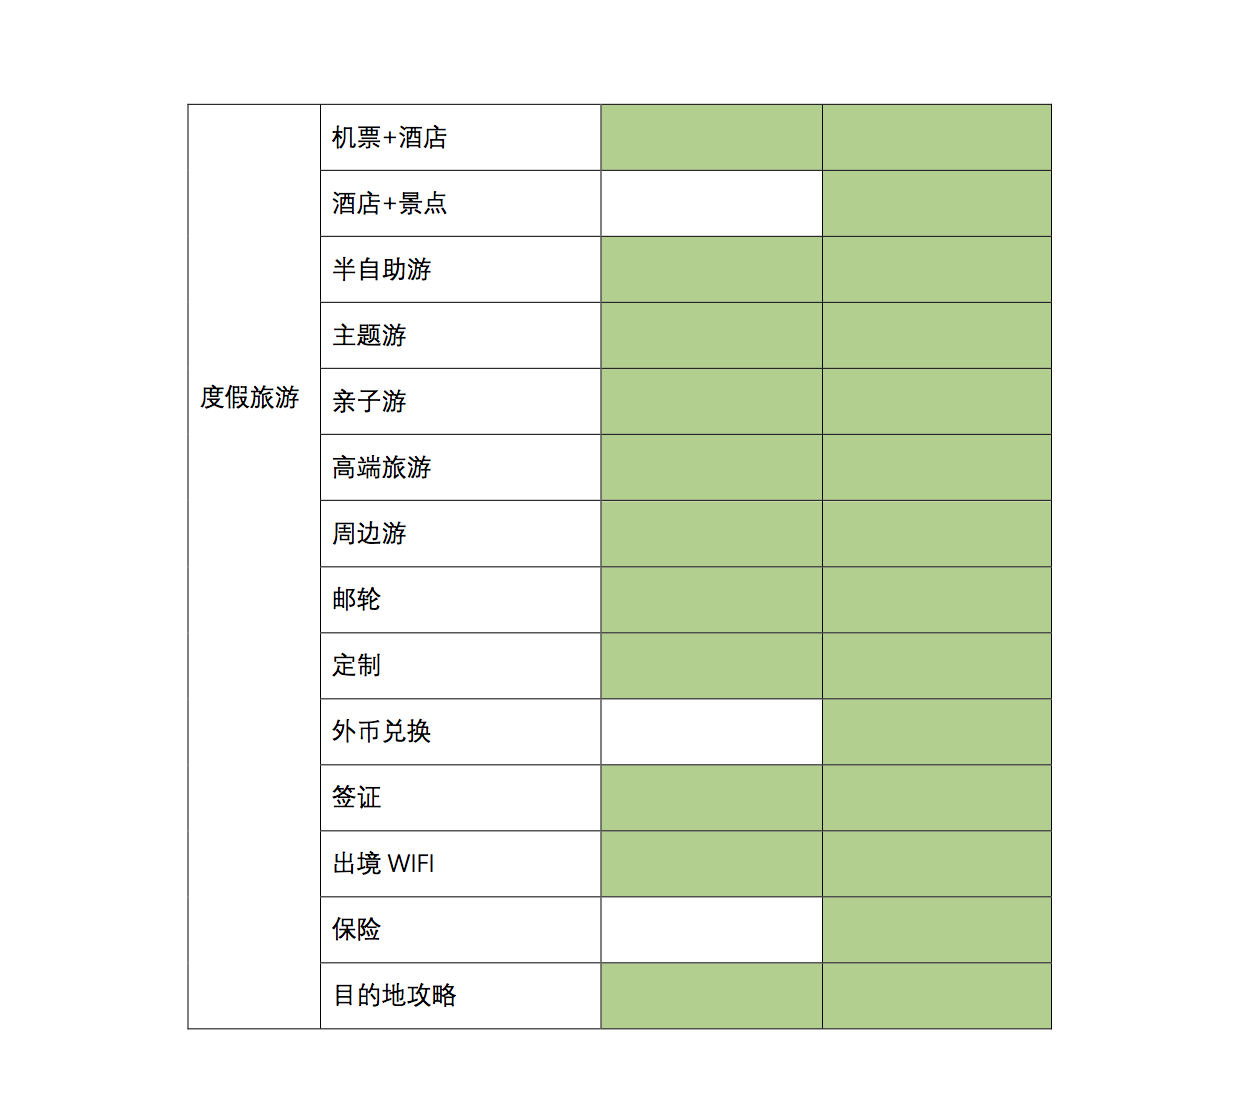 机票+酒店
酒店+景点
半自助游
主题游
度假旅游
亲子游
高端旅游
周边游
邮轮
定制
外币兑换
签证
出境 WIFI
保险
目的地攻略